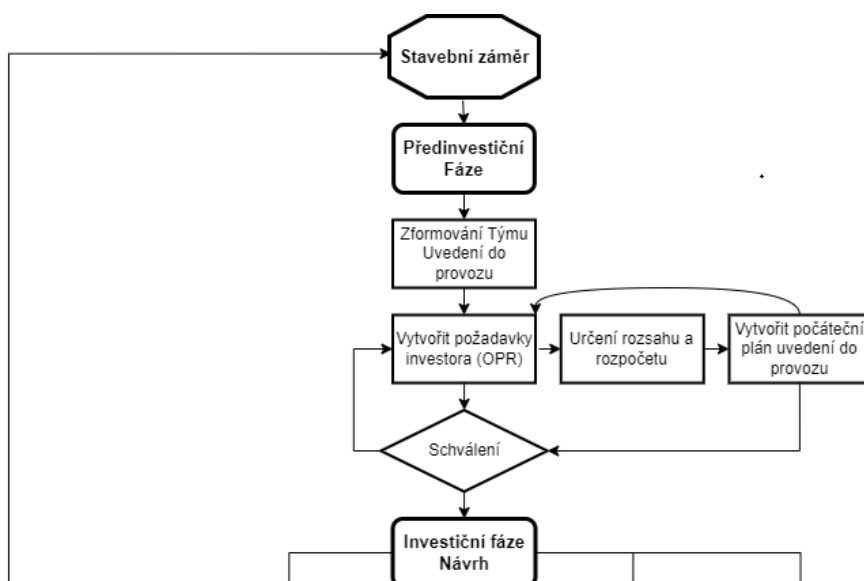 Stavební záměr
Předinvestiční
Fáze
Zformování Týmu
Uvedení do
provozu
Vytvořit požadavky
investora (OPR)
Určení rozsahu a
rozpočetu
Vytvořit počáteční
plán uvedení do
provozu
Schválení
Investiční fáze
Návrh